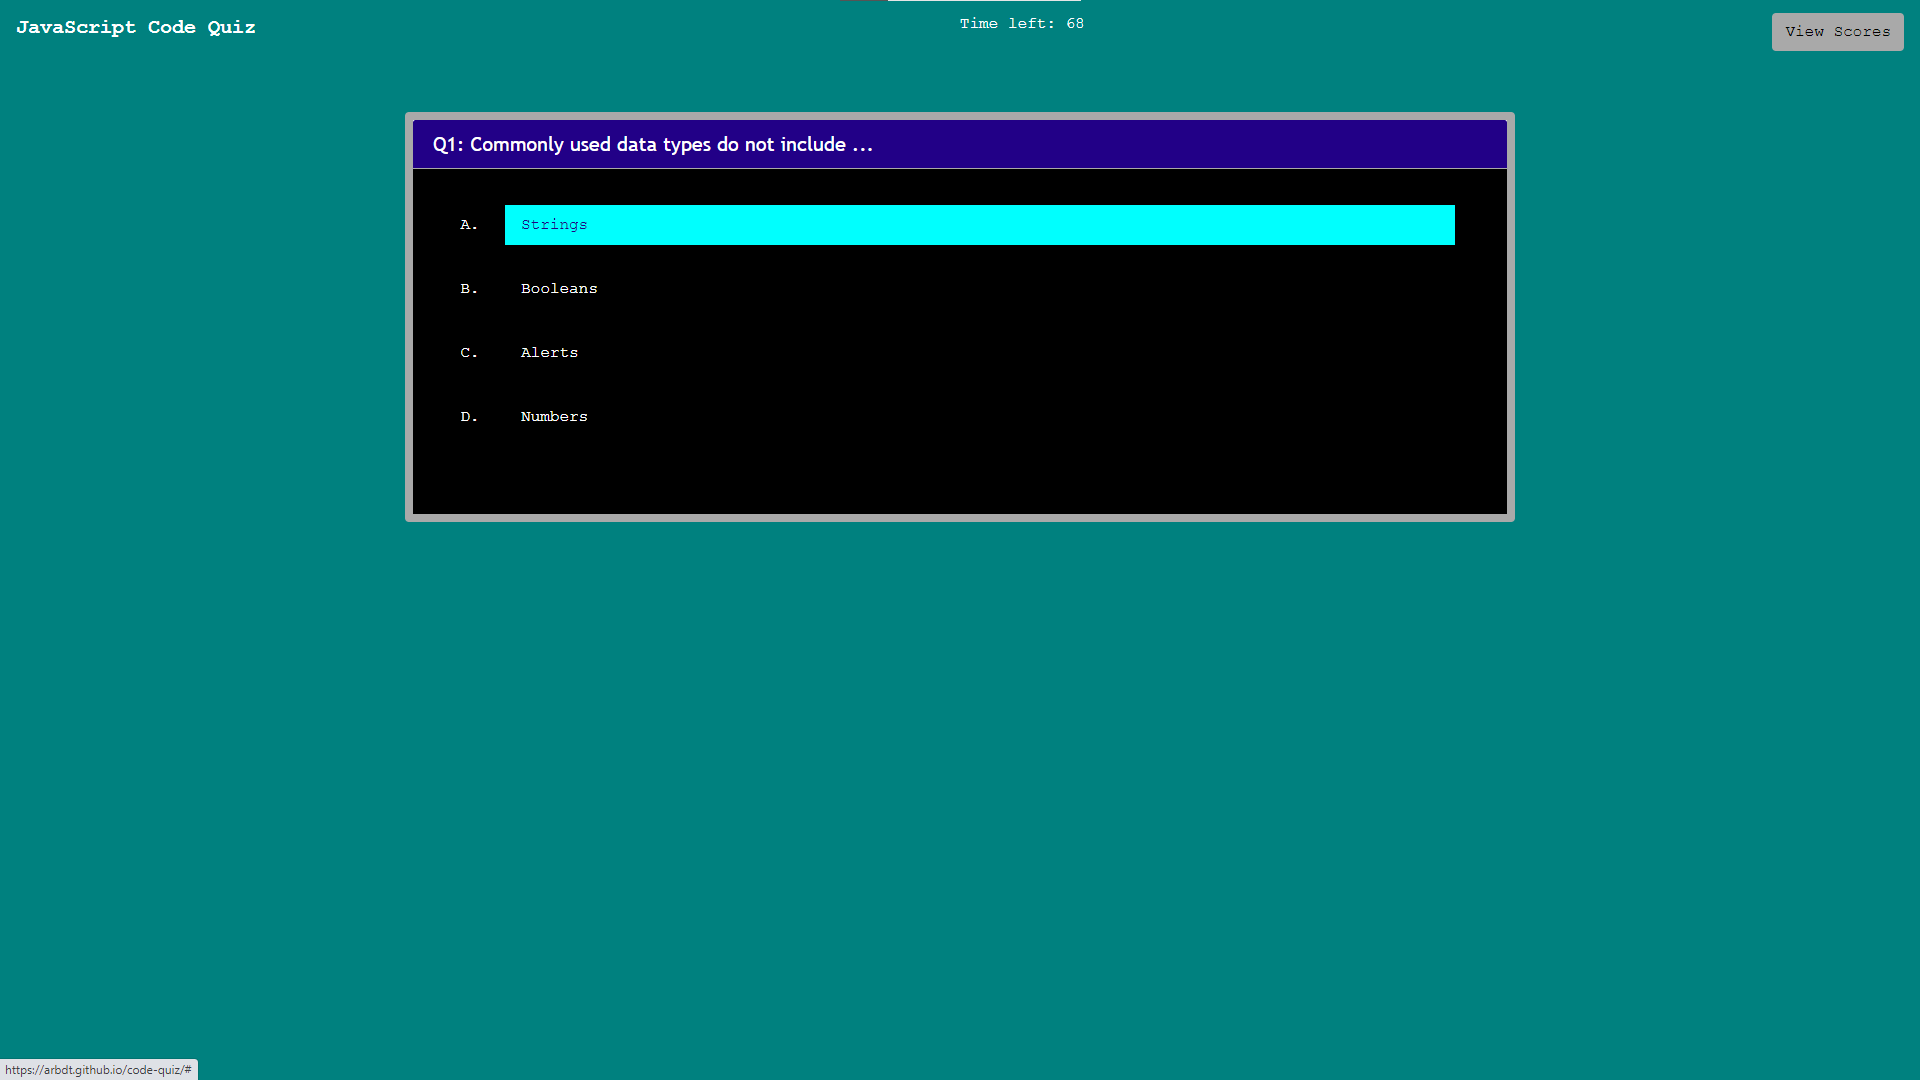 JavaScript Code Quiz
Time left: 68
View Scores
Q1: Commonly used data types do not include ...
A. Strings
B. Booleans
C. Alerts
D. Numbers
https://arbdt.github.io/code-quiz/#